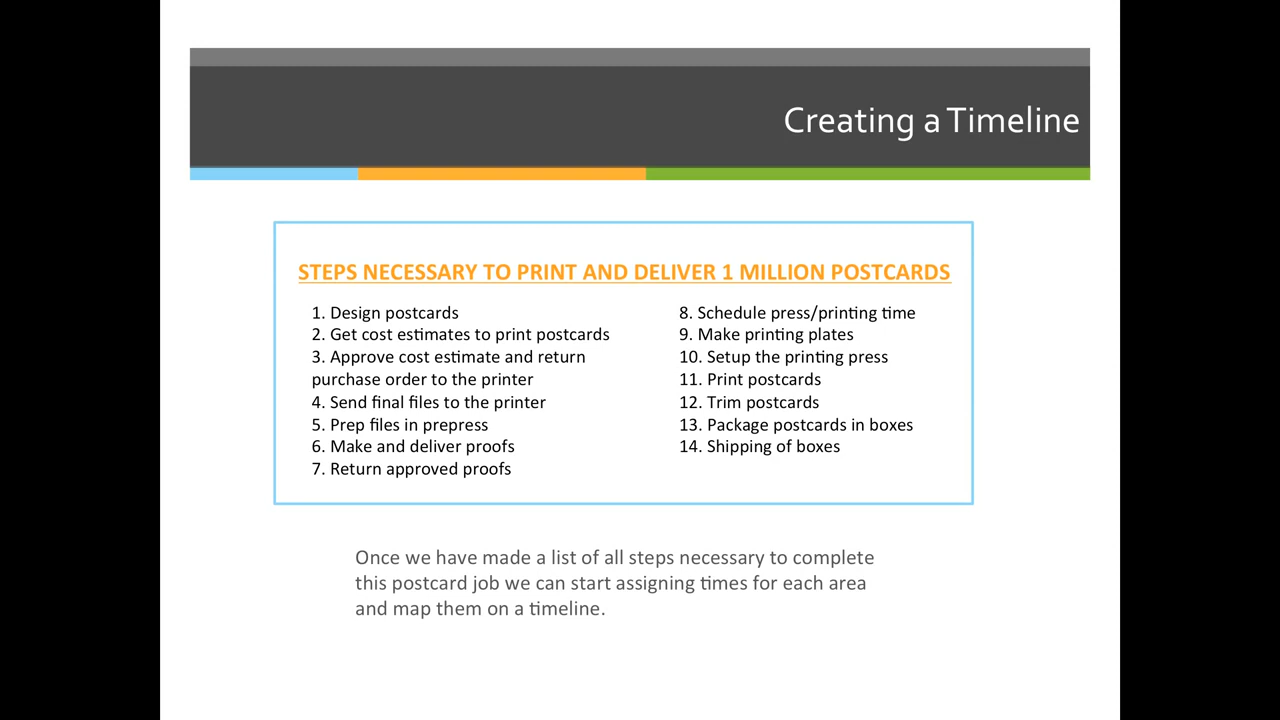 Creating a Timeline
STEPS NECESSARY TO PRINT AND DELIVER 1 MILLION POSTCARDS
1. Design postcards
2. Get cost estimates to print postcards
3. Approve cost estimate and return
purchase order to the printer
4. Send final files to the printer
5. Prep files in prepress
6. Make and deliver proofs
7. Return approved proofs
8. Schedule press/printing time
9. Make printing plates
10. Setup the printing press
11. Print postcards
12. Trim postcards
13. Package postcards in boxes
14. Shipping of boxes
Once we have made a list of all steps necessary to complete
this postcard job we can start assigning times for each area
and map them on a timeline.